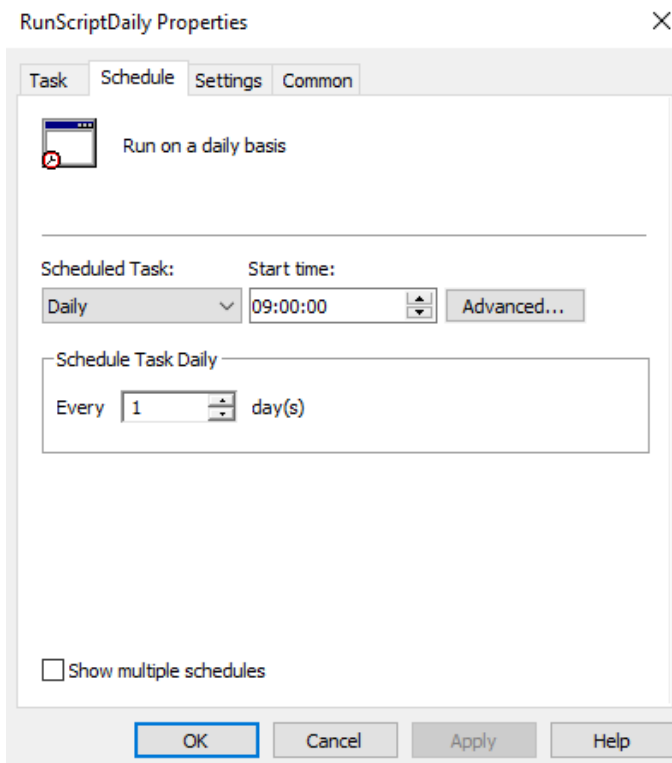 RunScriptDaily Properties
Task Schedule Settings Common
Run on a daily basis
Scheduled Task: Start time:
Daily 09:00:00 Advanced...
Schedule Task Daily
Every 1 day(s)
Show multiple schedules
OK Cancel Apply Help